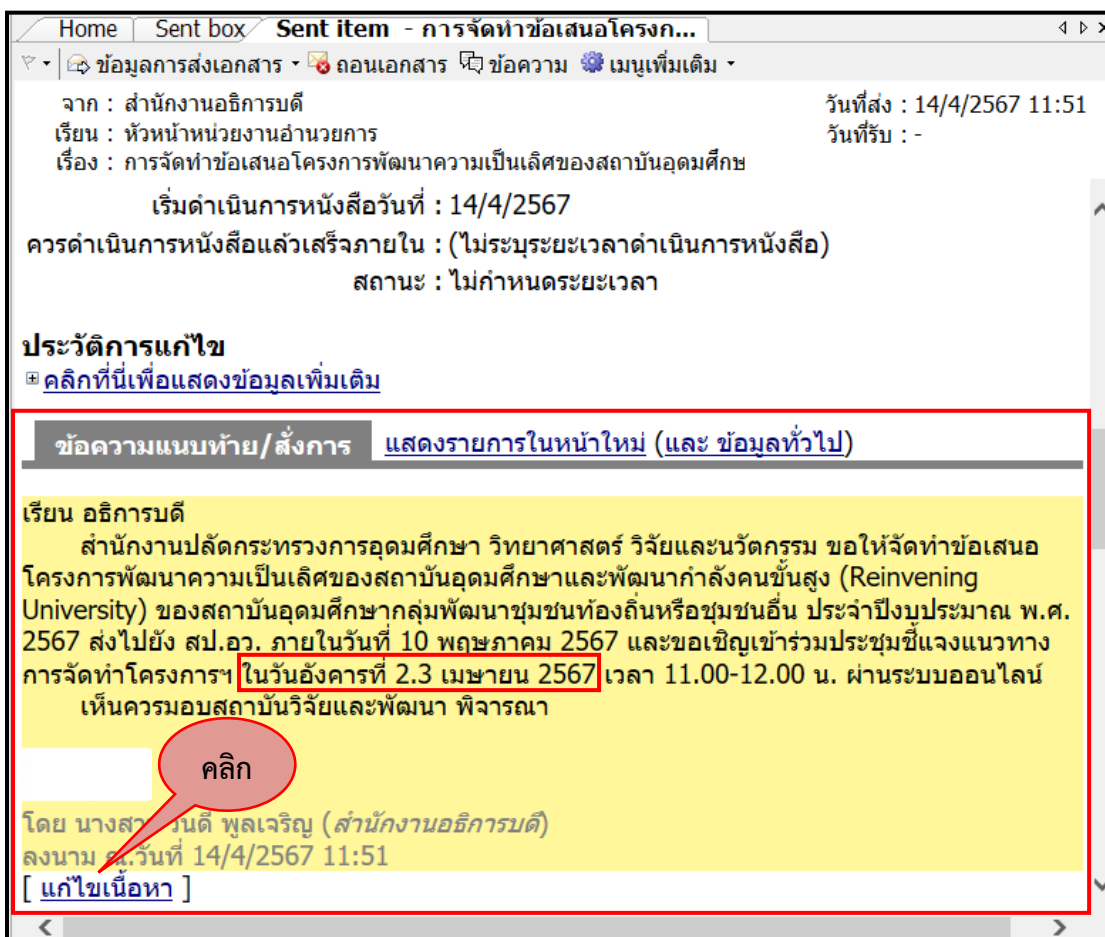 Home Sent box Sent item - การจัดทำข้อเสนอโครงก...
ข้อมูลการส่งเอกสาร ถอนเอกสาร ข้อความ เมนูเพิ่มเติม
จาก : สำนักงานอธิการบดี วันที่ส่ง : 14/4/2567 11:51
เรียน : หัวหน้าหน่วยงานอำนวยการ วันที่รับ : -
เรื่อง : การจัดทำข้อเสนอโครงการพัฒนาความเป็นเลิศของสถาบันอุดมศึกษ
เริ่มดำเนินการหนังสือวันที่ : 14/4/2567
ควรดำเนินการหนังสือแล้วเสร็จภายใน : (ไม่ระบุระยะเวลาดำเนินการหนังสือ)
สถานะ : ไม่กำหนดระยะเวลา
ประวัติการแก้ไข
คลิกที่นี่เพื่อแสดงข้อมูลเพิ่มเติม
ข้อความแนบท้าย/สั่งการ แสดงรายการในหน้าใหม่ (และ ข้อมูลทั่วไป)
เรียน อธิการบดี
สำนักงานปลัดกระทรวงการอุดมศึกษา วิทยาศาสตร์ วิจัยและนวัตกรรม ขอให้จัดทำข้อเสนอ
โครงการพัฒนาความเป็นเลิศของสถาบันอุดมศึกษาและพัฒนากำลังคนขั้นสูง (Reinvening
University) ของสถาบันอุดมศึกษากลุ่มพัฒนาชุมชนท้องถิ่นหรือชุมชนอื่น ประจำปีงบประมาณ พ.ศ.
2567 ส่งไปยัง สป.อว. ภายในวันที่ 10 พฤษภาคม 2567 และขอเชิญเข้าร่วมประชุมชี้แจงแนวทาง
การจัดทำโครงการฯ ในวันอังคารที่ 2.3 เมษายน 2567 เวลา 11.00-12.00 น. ผ่านระบบออนไลน์
เห็นควรมอบสถาบันวิจัยและพัฒนา พิจารณา
คลิก
โดย พูลเจริญ (สำนักงานอธิการบดี)
ลงนาม ณ.วันที่ 14/4/2567 11:51
[ แก้ไขเนื้อหา ]